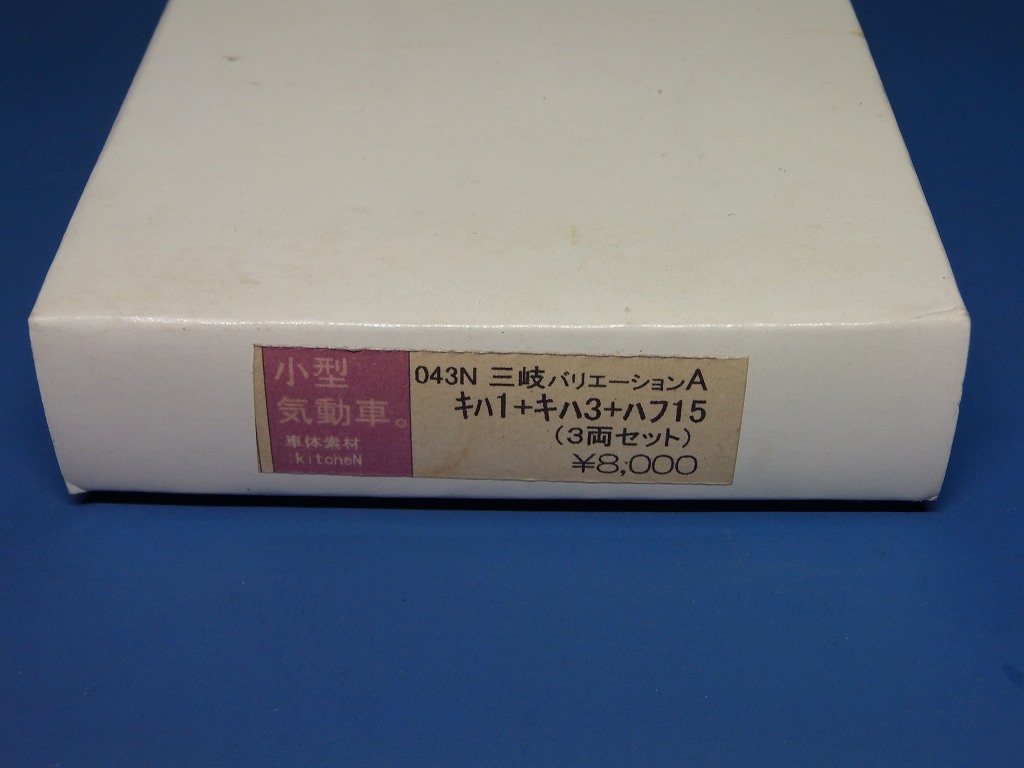 小型
気動車。
車体素材
:kitcheN
043N 三岐バリエーションA
キハ1+キハ3+ハフ15
(3両セット)
¥8,000